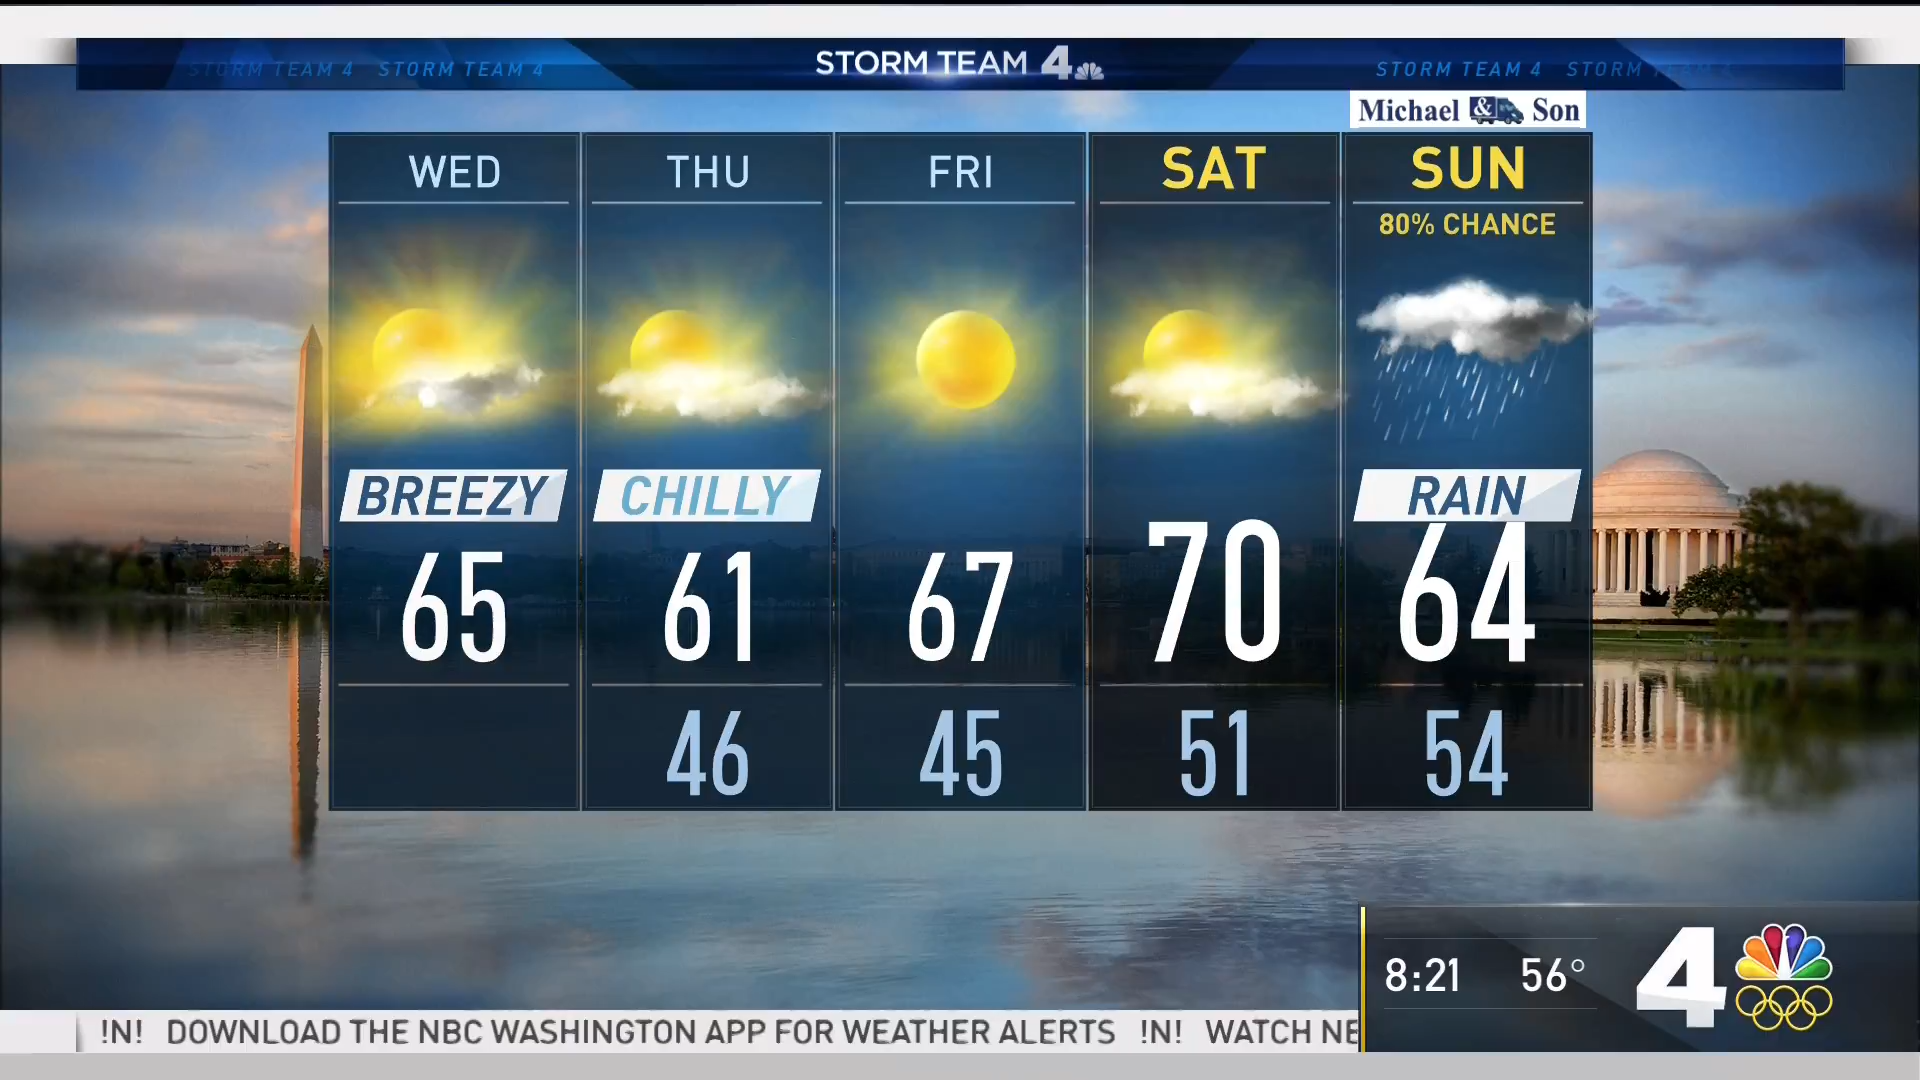 STORM TEAM 4 STORM TEAM 4
STORM TEAM 4
STORM TEAM 4 STORM TEAM 4
Michael & Son
WED
THU
FRI
SAT
SUN
80% CHANCE
BREEZY
CHILLY
RAIN
65
61
67
70
64
46
45
51
54
8:21 56°
4
!N! DOWNLOAD THE NBC WASHINGTON APP FOR WEATHER ALERTS !N! WATCH NE